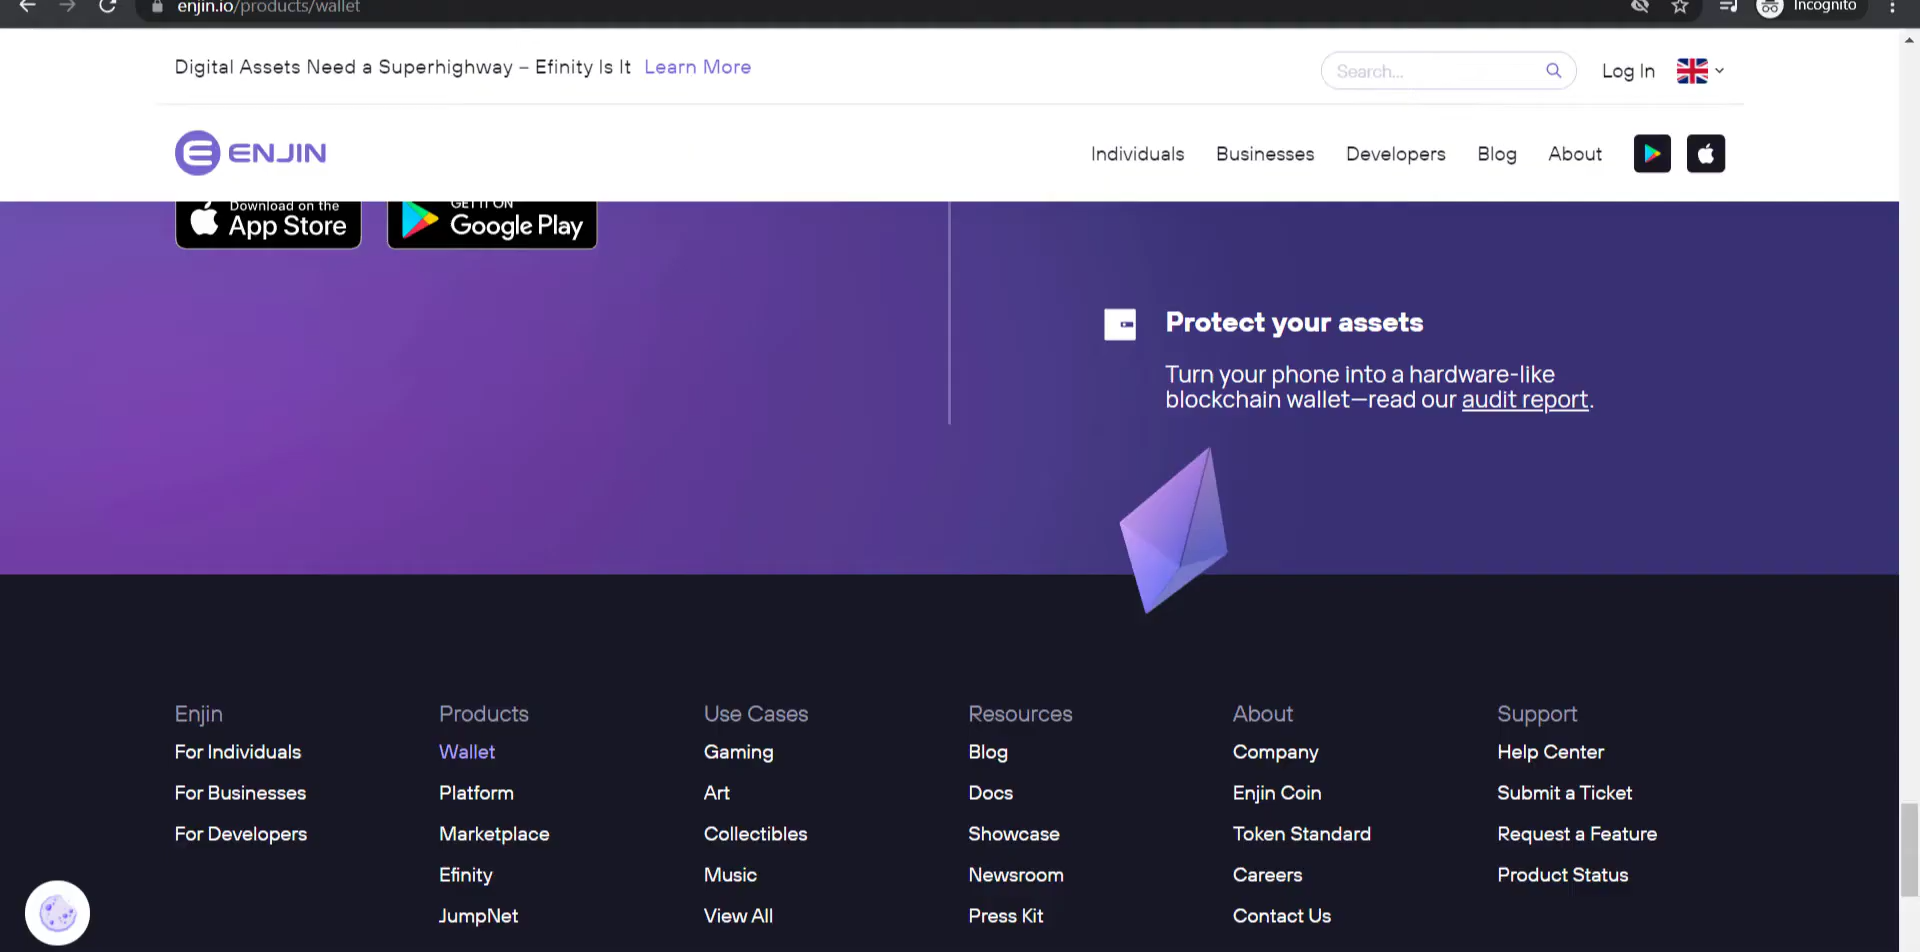 enjin.io/products/wallet
Incognito
Digital Assets Need a Superhighway – Efinity Is It Learn More
Search...
Log In
ENJIN
Individuals
Businesses
Developers
Blog
About
Download on the
App Store
GET IT ON
Google Play
Protect your assets
Turn your phone into a hardware-like
blockchain wallet—read our audit report.
Enjin
For Individuals
For Businesses
For Developers
Products
Wallet
Platform
Marketplace
Efinity
JumpNet
Use Cases
Gaming
Art
Collectibles
Music
View All
Resources
Blog
Docs
Showcase
Newsroom
Press Kit
About
Company
Enjin Coin
Token Standard
Careers
Contact Us
Support
Help Center
Submit a Ticket
Request a Feature
Product Status